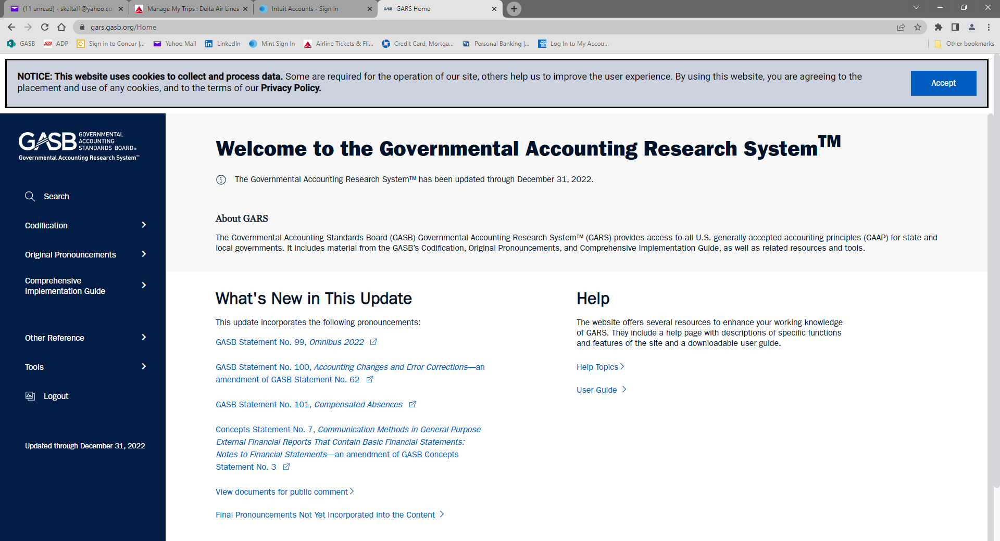 (11 unread) - skeltal1@yahoo.co
Manage My Trips : Delta Air Lines
Intuit Accounts - Sign In
GASB GARS Home
gars.gasb.org/Home
GASB
ADP
Sign in to Concur |...
Yahoo Mail
LinkedIn
Mint Sign In
Airline Tickets & Fli...
Credit Card, Mortga...
Personal Banking |...
Log In to My Accou...
Other bookmarks
NOTICE: This website uses cookies to collect and process data. Some are required for the operation of our site, others help us to improve the user experience. By using this website, you are agreeing to the
placement and use of any cookies, and to the terms of our Privacy Policy.
Accept
GASB GOVERNMENTAL
ACCOUNTING
STANDARDS BOARD®
Governmental Accounting Research System™
Search
Codification
Original Pronouncements
Comprehensive
Implementation Guide
Other Reference
Tools
Logout
Updated through December 31, 2022
Welcome to the Governmental Accounting Research System™
The Governmental Accounting Research System™ has been updated through December 31, 2022.
About GARS
The Governmental Accounting Standards Board (GASB) Governmental Accounting Research System™ (GARS) provides access to all U.S. generally accepted accounting principles (GAAP) for state and
local governments. It includes material from the GASB’s Codification, Original Pronouncements, and Comprehensive Implementation Guide, as well as related resources and tools.
What's New in This Update
This update incorporates the following pronouncements:
GASB Statement No. 99, Omnibus 2022
GASB Statement No. 100, Accounting Changes and Error Corrections—an
amendment of GASB Statement No. 62
GASB Statement No. 101, Compensated Absences
Concepts Statement No. 7, Communication Methods in General Purpose
External Financial Reports That Contain Basic Financial Statements:
Notes to Financial Statements—an amendment of GASB Concepts
Statement No. 3
View documents for public comment
Final Pronouncements Not Yet Incorporated into the Content
Help
The website offers several resources to enhance your working knowledge
of GARS. They include a help page with descriptions of specific functions
and features of the site and a downloadable user guide.
Help Topics
User Guide